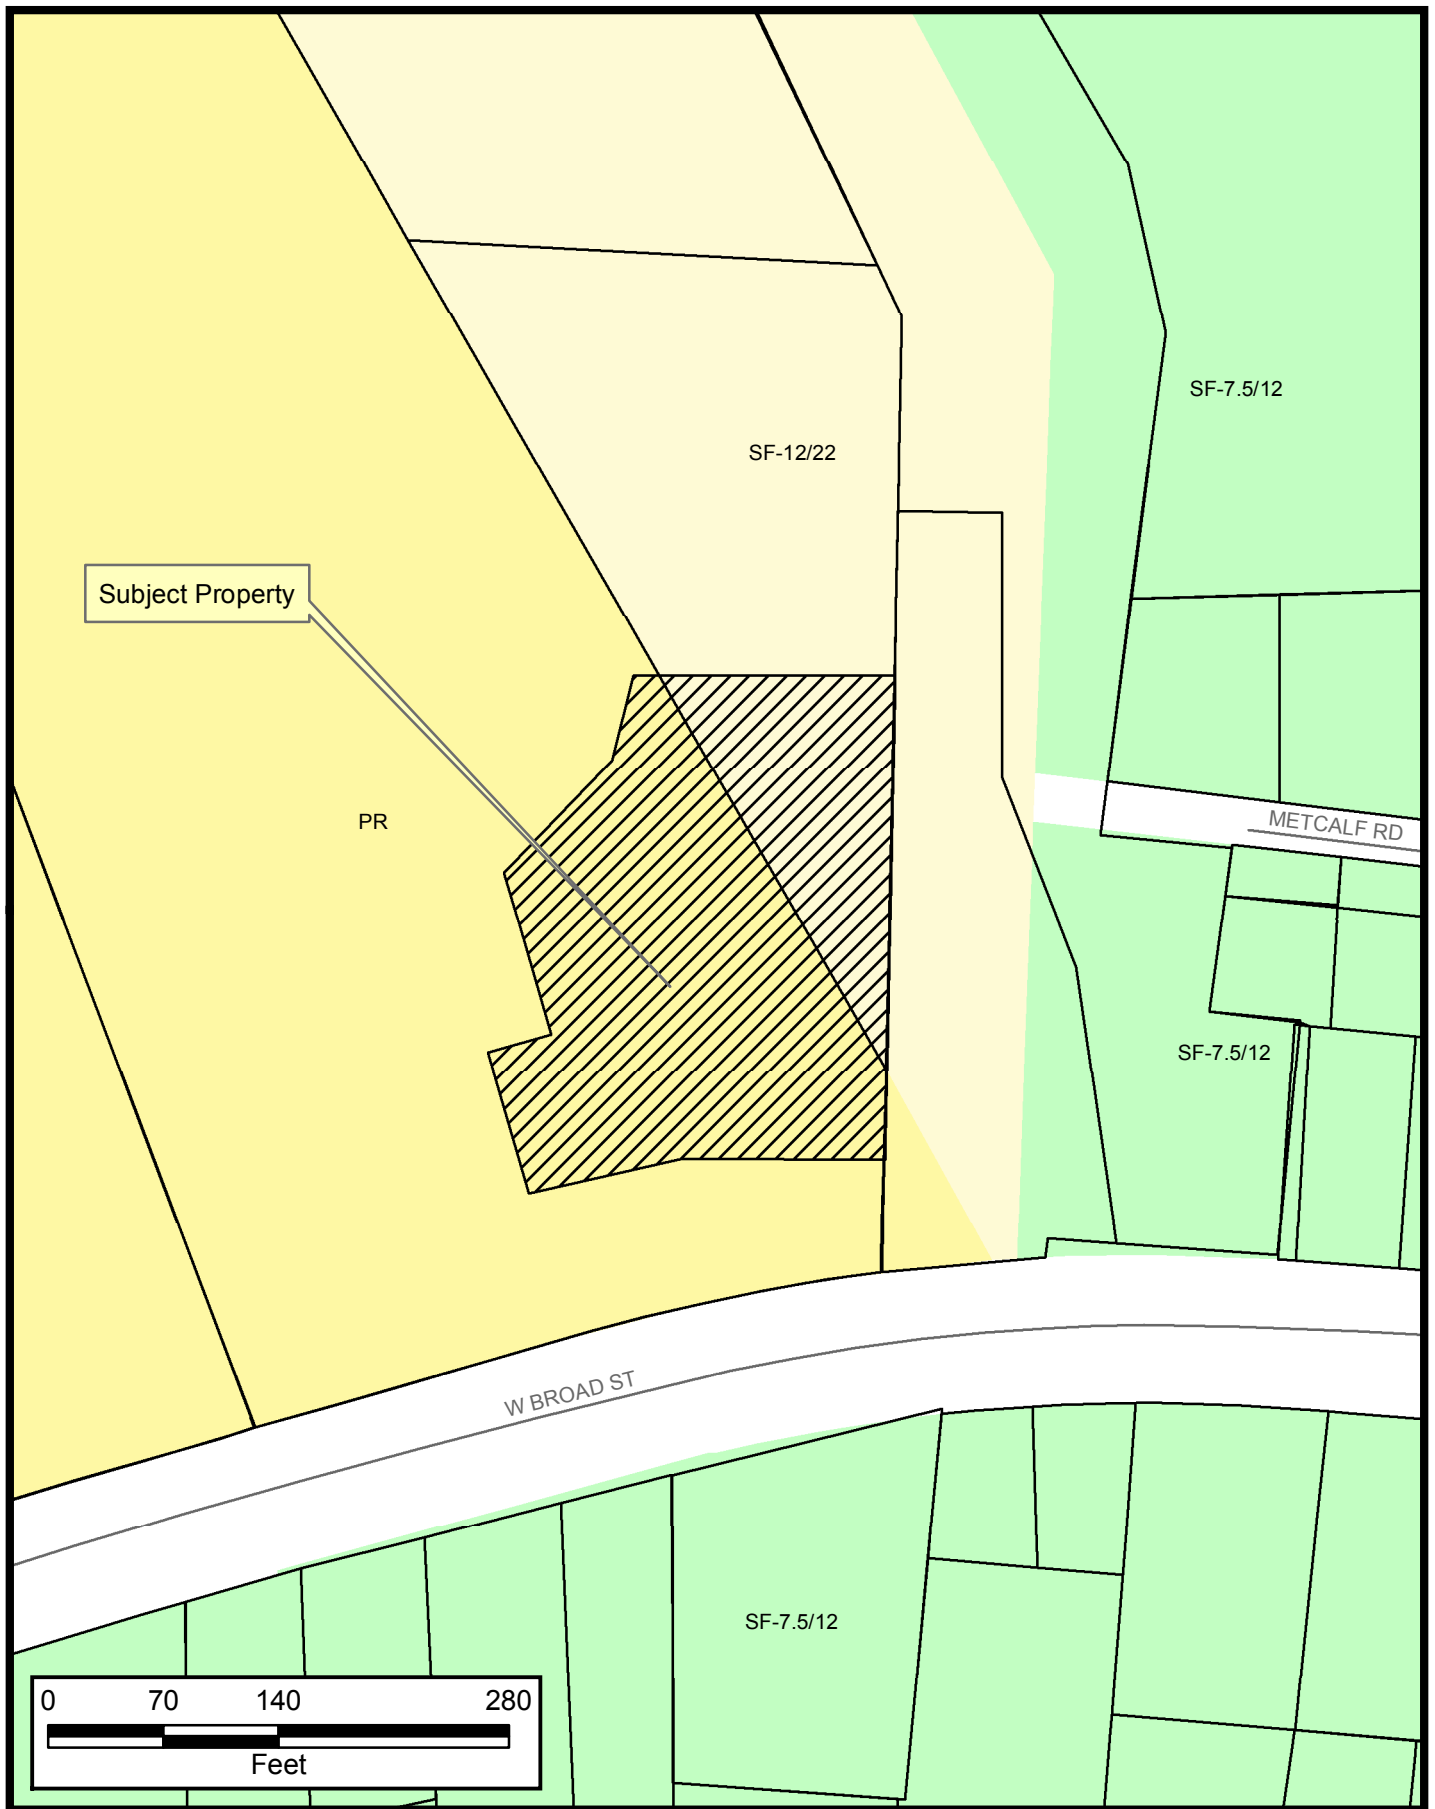 SF-7.5/12
SF-12/22
Subject Property
PR
METCALF RD
SF-7.5/12
W BROAD ST
SF-7.5/12
0 70 140 280
Feet